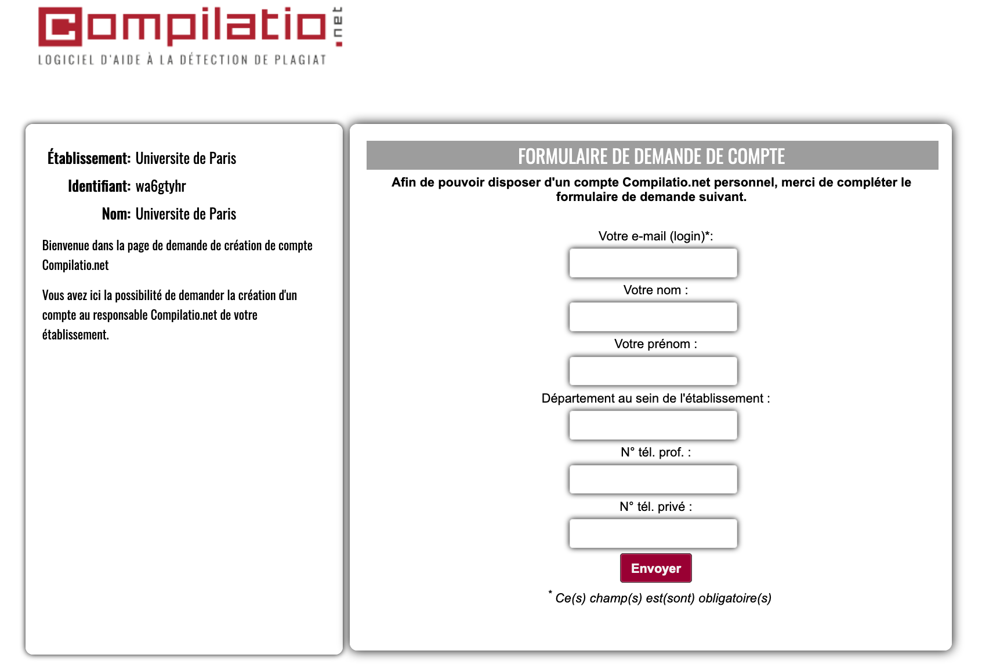 Compilatio.net
LOGICIEL D'AIDE À LA DÉTECTION DE PLAGIAT
Établissement: Universite de Paris
Identifiant: wa6gtyhr
Nom: Universite de Paris
Bienvenue dans la page de demande de création de compte
Compilatio.net
Vous avez ici la possibilité de demander la création d'un
compte au responsable Compilatio.net de votre
établissement.
FORMULAIRE DE DEMANDE DE COMPTE
Afin de pouvoir disposer d'un compte Compilatio.net personnel, merci de compléter le
formulaire de demande suivant.
Votre e-mail (login)*:
Votre nom :
Votre prénom :
Département au sein de l'établissement :
N° tél. prof. :
N° tél. privé :
Envoyer
* Ce(s) champ(s) est(sont) obligatoire(s)